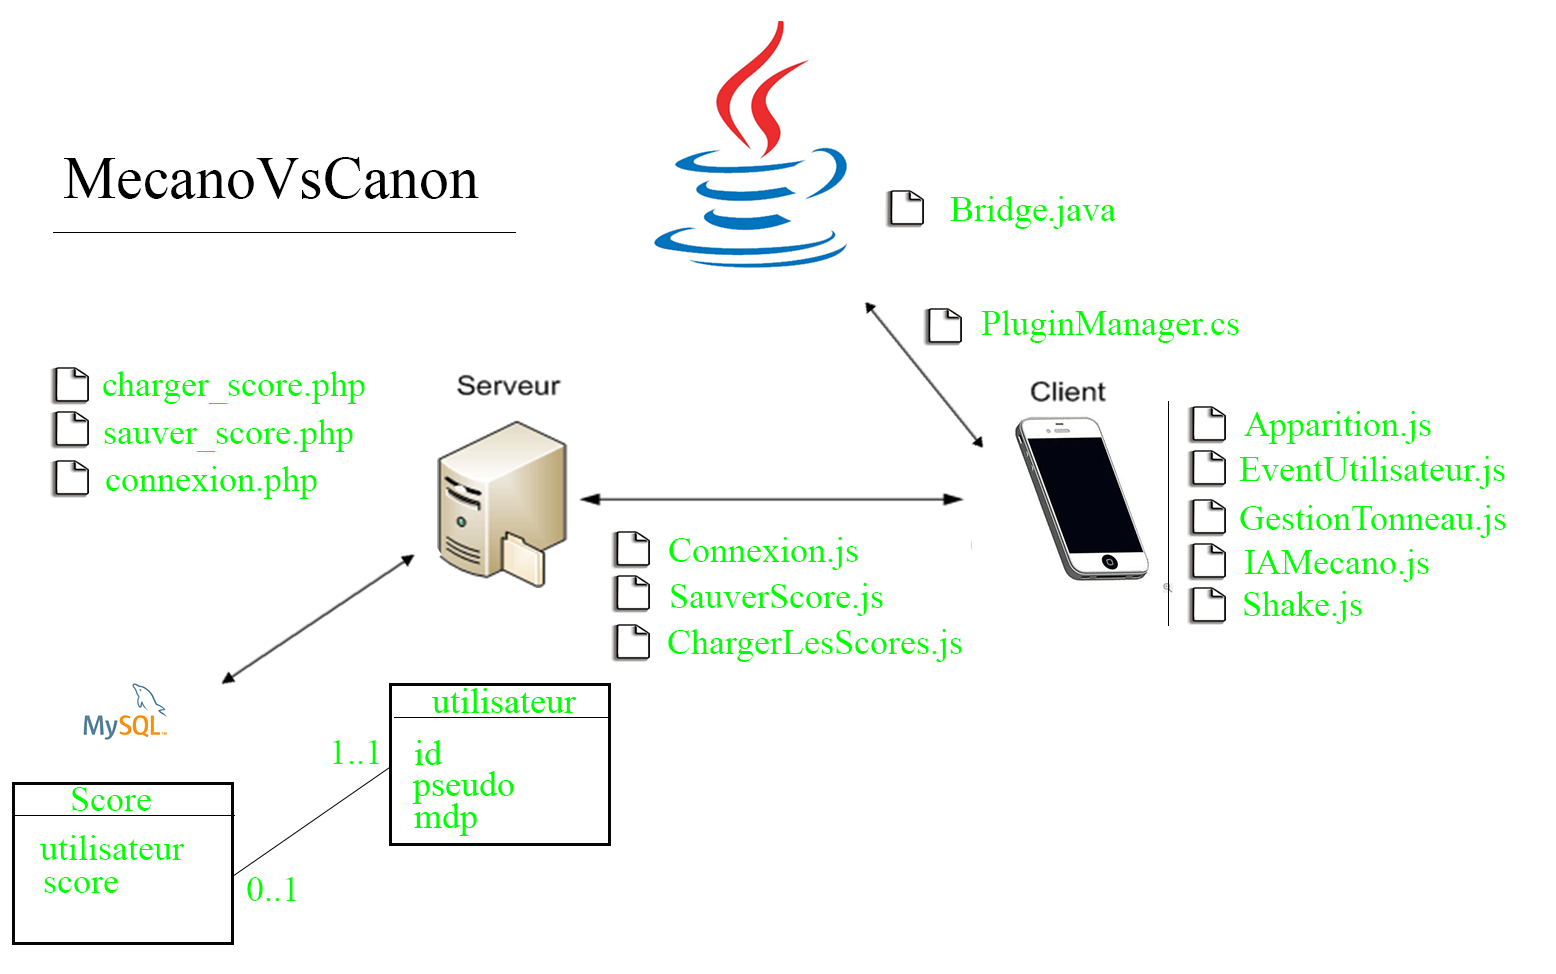 MecanoVsCanon
Bridge.java
PluginManager.cs
charger_score.php
sauver_score.php
connexion.php
Serveur
Client
Apparition.js
EventUtilisateur.js
GestionTonneau.js
IAMecano.js
Shake.js
Connexion.js
SauverScore.js
ChargerLesScores.js
MySQL
utilisateur
1..1
id
pseudo
mdp
Score
utilisateur
score
0..1